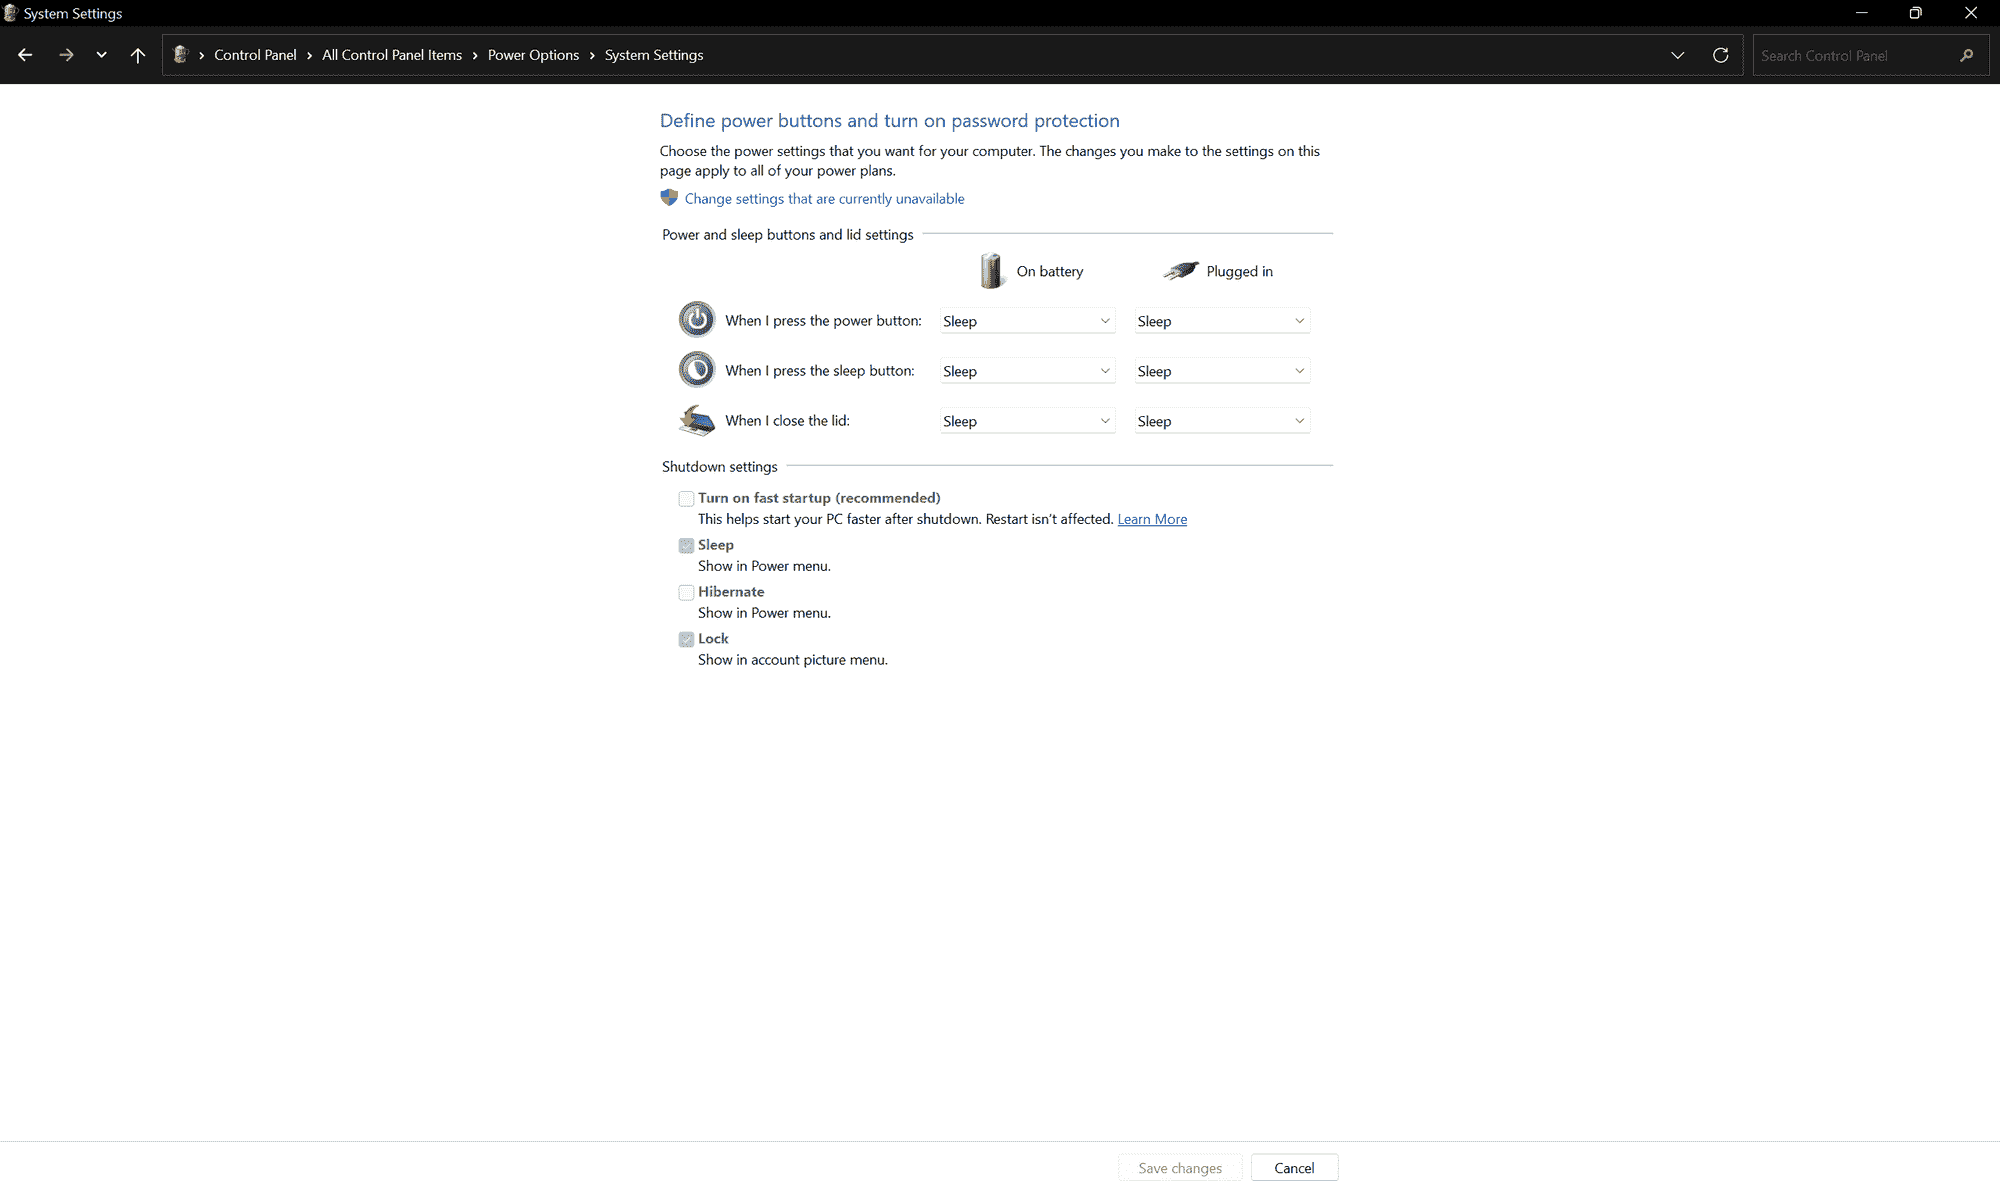 System Settings
Control Panel > All Control Panel Items > Power Options > System Settings
Search Control Panel
Define power buttons and turn on password protection
Choose the power settings that you want for your computer. The changes you make to the settings on this
page apply to all of your power plans.
Change settings that are currently unavailable
Power and sleep buttons and lid settings
On battery Plugged in
When I press the power button: Sleep Sleep
When I press the sleep button: Sleep Sleep
When I close the lid: Sleep Sleep
Shutdown settings
Turn on fast startup (recommended)
This helps start your PC faster after shutdown. Restart isn't affected. Learn More
Sleep
Show in Power menu.
Hibernate
Show in Power menu.
Lock
Show in account picture menu.
Save changes Cancel